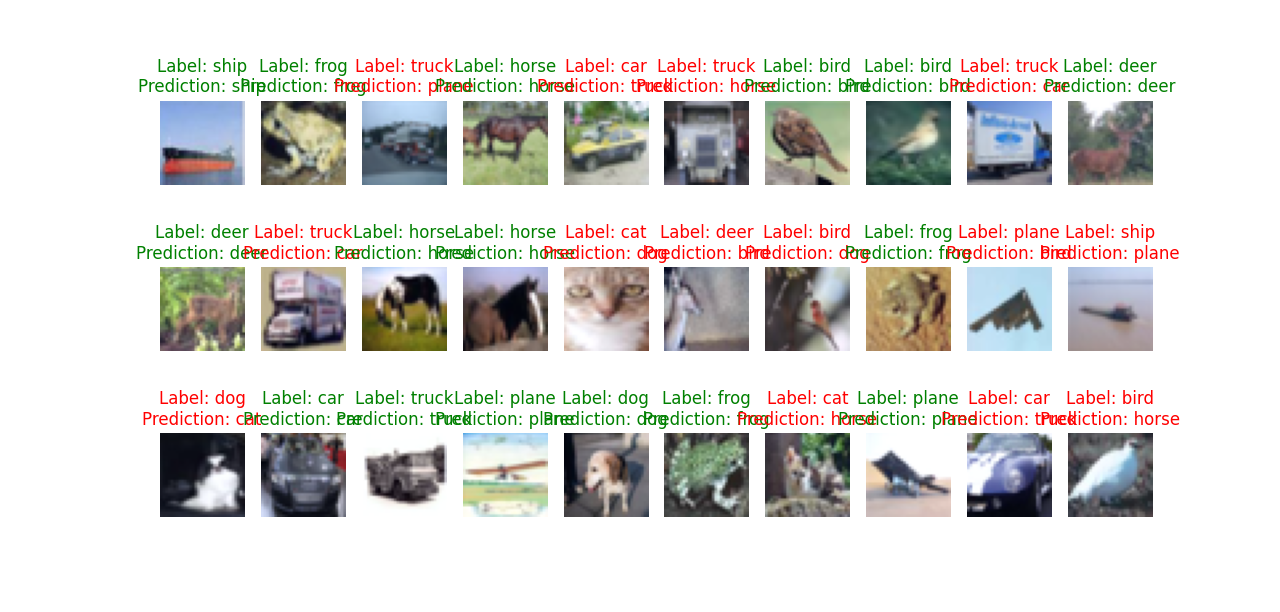 Label: ship
Prediction: ship
Label: frog
Prediction: frog
Label: truck
Prediction: plane
Label: horse
Prediction: horse
Label: car
Prediction: truck
Label: truck
Prediction: horse
Label: bird
Prediction: bird
Label: bird
Prediction: bird
Label: truck
Prediction: car
Label: deer
Prediction: deer
Label: deer
Prediction: deer
Label: truck
Prediction: car
Label: horse
Prediction: horse
Label: horse
Prediction: horse
Label: cat
Prediction: dog
Label: deer
Prediction: bird
Label: bird
Prediction: dog
Label: frog
Prediction: frog
Label: plane
Prediction: bird
Label: ship
Prediction: plane
Label: dog
Prediction: cat
Label: car
Prediction: car
Label: truck
Prediction: truck
Label: plane
Prediction: plane
Label: dog
Prediction: dog
Label: frog
Prediction: frog
Label: cat
Prediction: horse
Label: plane
Prediction: plane
Label: car
Prediction: truck
Label: bird
Prediction: horse